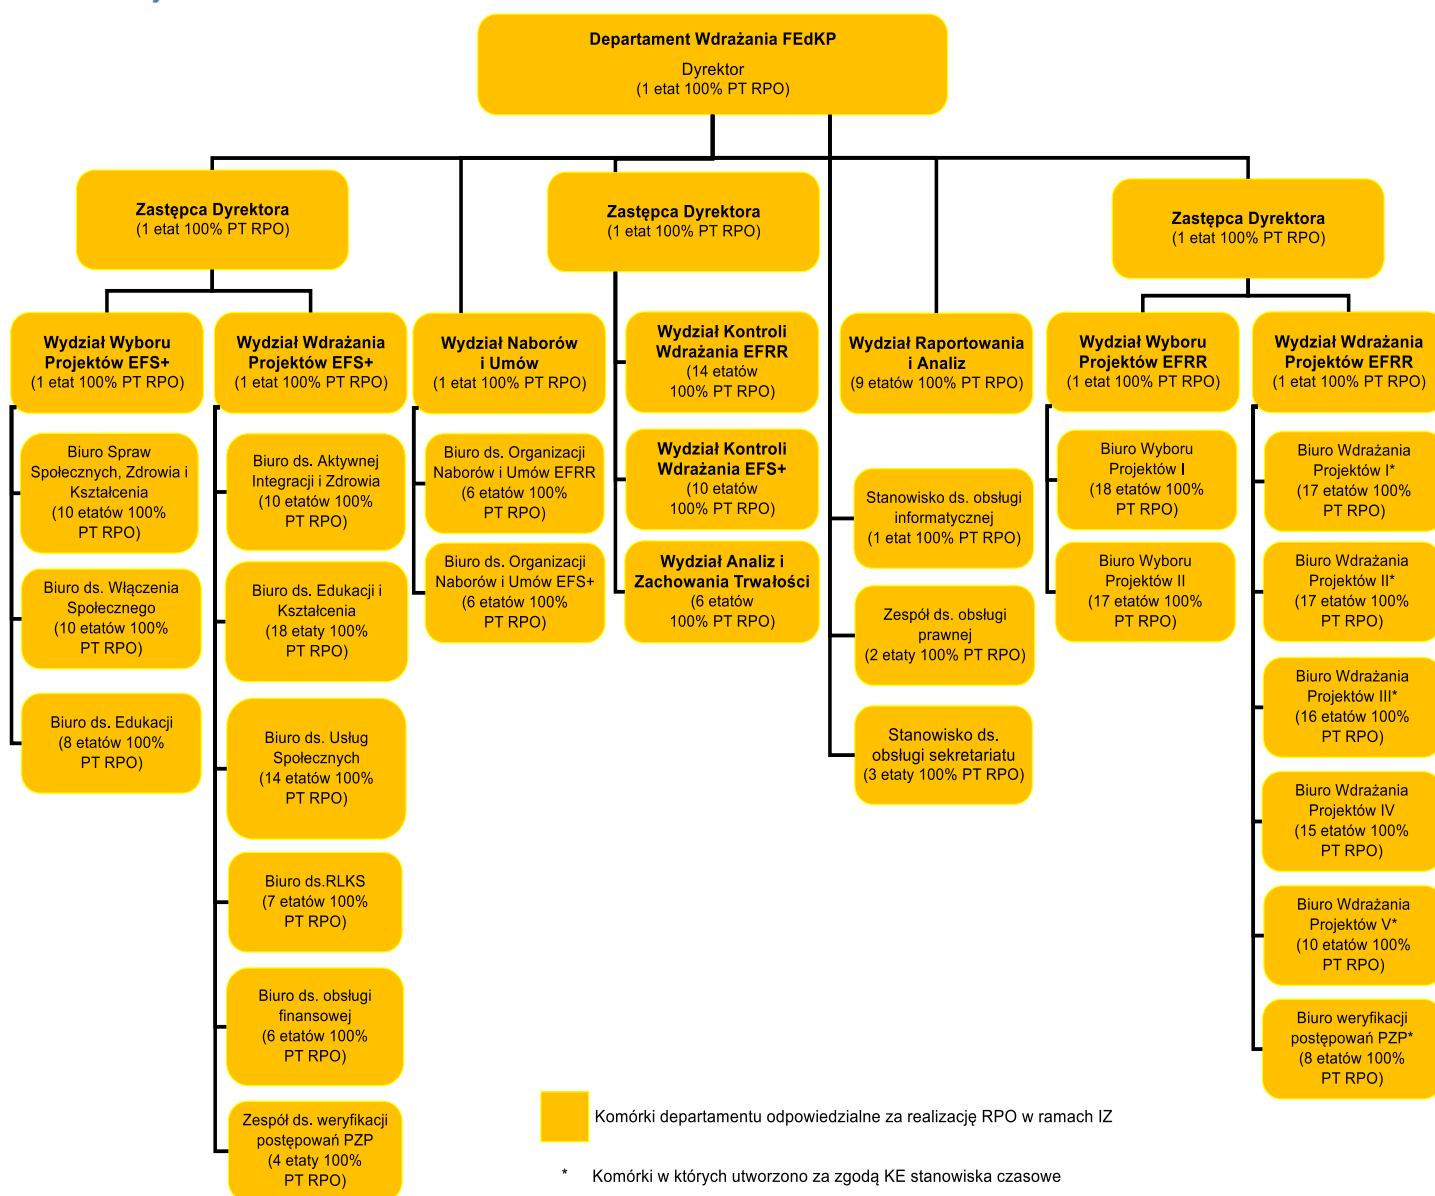 Departament Wdrażania FEdKP
Dyrektor
(1 etat 100% PT RPO)
Zastępca Dyrektora
(1 etat 100% PT RPO)
Zastępca Dyrektora
(1 etat 100% PT RPO)
Zastępca Dyrektora
(1 etat 100% PT RPO)
Wydział Wyboru
Projektów EFS+
(1 etat 100% PT RPO)
Biuro Spraw
Społecznych, Zdrowia i
Kształcenia
(10 etatów 100%
PT RPO)
Biuro ds. Włączenia
Społecznego
(10 etatów 100%
PT RPO)
Biuro ds. Edukacji
(8 etatów 100%
PT RPO)
Wydział Wdrażania
Projektów EFS+
(1 etat 100% PT RPO)
Biuro ds. Aktywnej
Integracji i Zdrowia
(10 etatów 100%
PT RPO)
Biuro ds. Edukacji i
Kształcenia
(18 etaty 100%
PT RPO)
Biuro ds. Usług
Społecznych
(14 etatów 100%
PT RPO)
Biuro ds.RLKS
(7 etatów 100%
PT RPO)
Biuro ds. obsługi
finansowej
(6 etatów 100%
PT RPO)
Zespół ds. weryfikacji
postępowań PZP
(4 etaty 100%
PT RPO)
Wydział Naborów
i Umów
(1 etat 100% PT RPO)
Biuro ds. Organizacji
Naborów i Umów EFRR
(6 etatów 100%
PT RPO)
Biuro ds. Organizacji
Naborów i Umów EFS+
(6 etatów 100%
PT RPO)
Wydział Kontroli
Wdrażania EFRR
(14 etatów
100% PT RPO)
Wydział Kontroli
Wdrażania EFS+
(10 etatów
100% PT RPO)
Wydział Analiz i
Zachowania Trwałości
(6 etatów
100% PT RPO)
Wydział Raportowania
i Analiz
(9 etatów 100% PT RPO)
Stanowisko ds. obsługi
informatycznej
(1 etat 100% PT RPO)
Zespół ds. obsługi
prawnej
(2 etaty 100% PT RPO)
Stanowisko ds.
obsługi sekretariatu
(3 etaty 100% PT RPO)
Wydział Wyboru
Projektów EFRR
(1 etat 100% PT RPO)
Biuro Wyboru
Projektów I
(18 etatów 100%
PT RPO)
Biuro Wyboru
Projektów II
(17 etatów 100%
PT RPO)
Wydział Wdrażania
Projektów EFRR
(1 etat 100% PT RPO)
Biuro Wdrażania
Projektów I*
(17 etatów 100%
PT RPO)
Biuro Wdrażania
Projektów II*
(17 etatów 100%
PT RPO)
Biuro Wdrażania
Projektów III*
(16 etatów 100%
PT RPO)
Biuro Wdrażania
Projektów IV
(15 etatów 100%
PT RPO)
Biuro Wdrażania
Projektów V*
(10 etatów 100%
PT RPO)
Biuro weryfikacji
postępowań PZP*
(8 etatów 100%
PT RPO)
Komórki departamentu odpowiedzialne za realizację RPO w ramach IZ
* Komórki w których utworzono za zgodą KE stanowiska czasowe